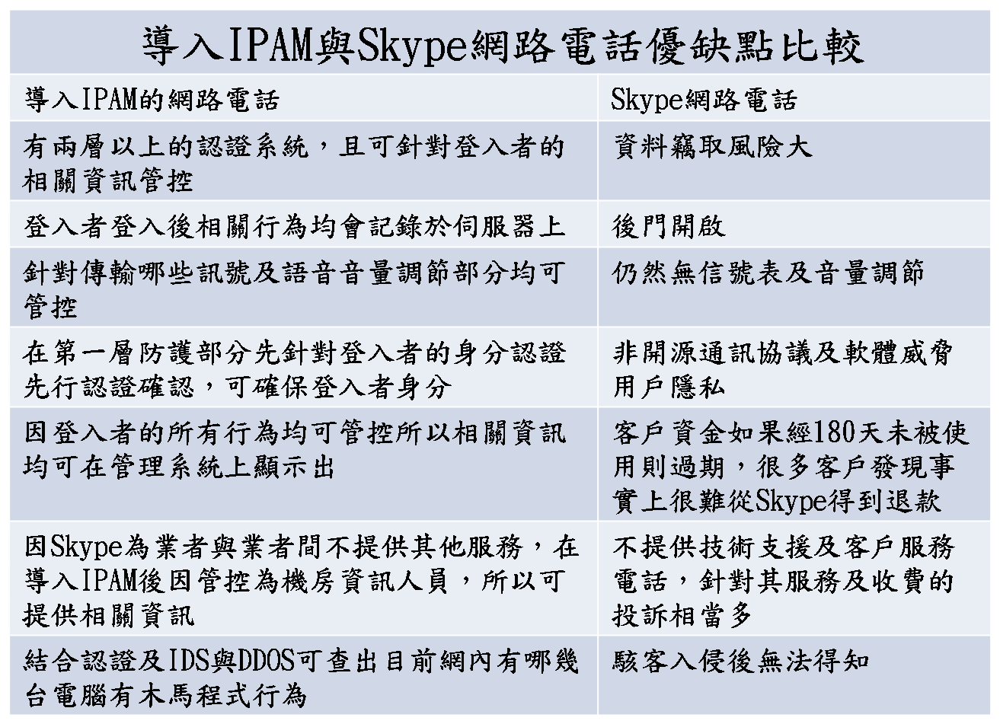 導入IPAM與Skype網路電話優缺點比較
導入IPAM的網路電話
Skype網路電話
有兩層以上的認證系統，且可針對登入者的
相關資訊管控
資料竊取風險大
登入者登入後相關行為均會記錄於伺服器上
後門開啟
針對傳輸哪些訊號及語音音量調節部分均可
管控
仍然無信號表及音量調節
在第一層防護部分先針對登入者的身分認證
先行認證確認，可確保登入者身分
非開源通訊協議及軟體威脅
用戶隱私
因登入者的所有行為均可管控所以相關資訊
均可在管理系統上顯示出
客戶資金如果經180天未被使
用則過期，很多客戶發現事
實上很難從Skype得到退款
因Skype為業者與業者間不提供其他服務，在
導入IPAM後因管控為機房資訊人員，所以可
提供相關資訊
不提供技術支援及客戶服務
電話，針對其服務及收費的
投訴相當多
結合認證及IDS與DDOS可查出目前網內有哪幾
台電腦有木馬程式行為
駭客入侵後無法得知